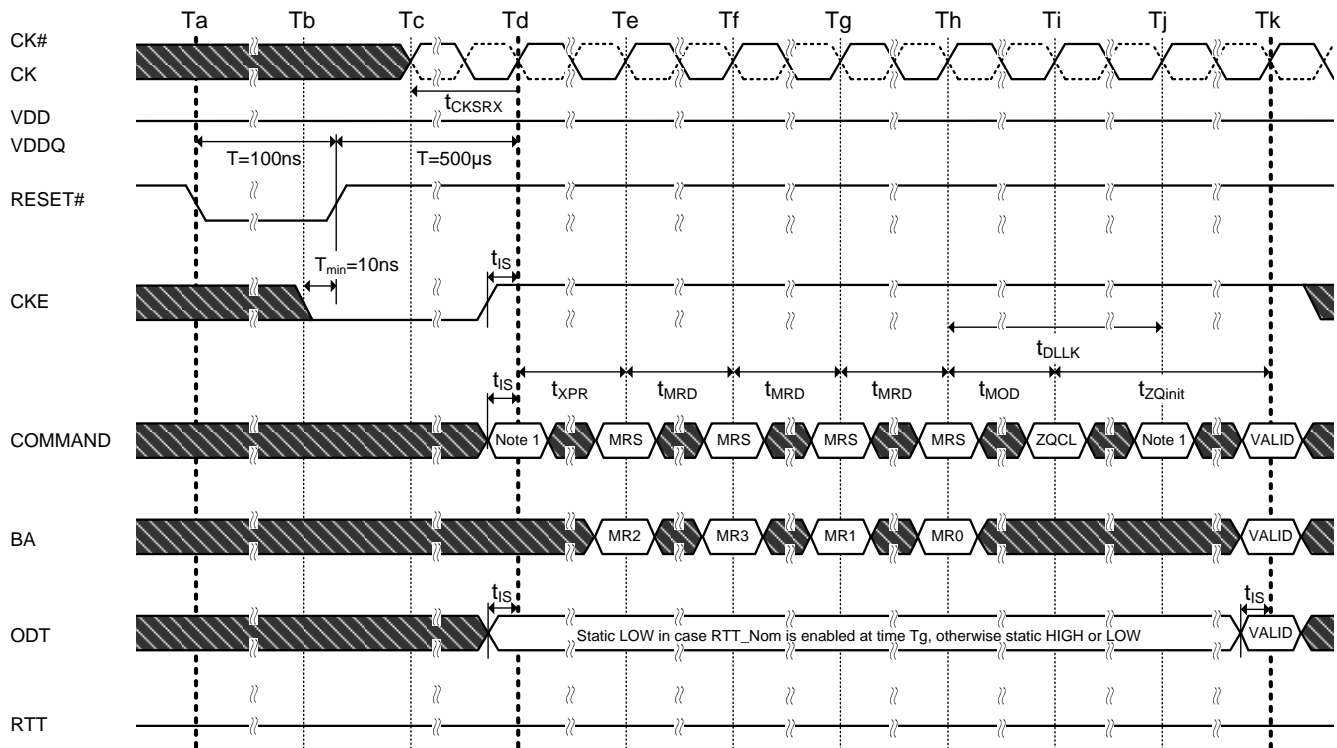 Ta Tb Tc Td Te Tf Tg Th Ti Tj Tk
CK#
CK
tCKSRX
VDD
VDDQ
T=100ns T=500µs
RESET#
Tmin=10ns tIS
CKE
tDLLK
tIS tXPR tMRD tMRD tMRD tMOD tZQinit
COMMAND Note 1 MRS MRS MRS MRS ZQCL Note 1 VALID
BA MR2 MR3 MR1 MR0 VALID
tIS tIS
ODT Static LOW in case RTT_Nom is enabled at time Tg, otherwise static HIGH or LOW VALID
RTT